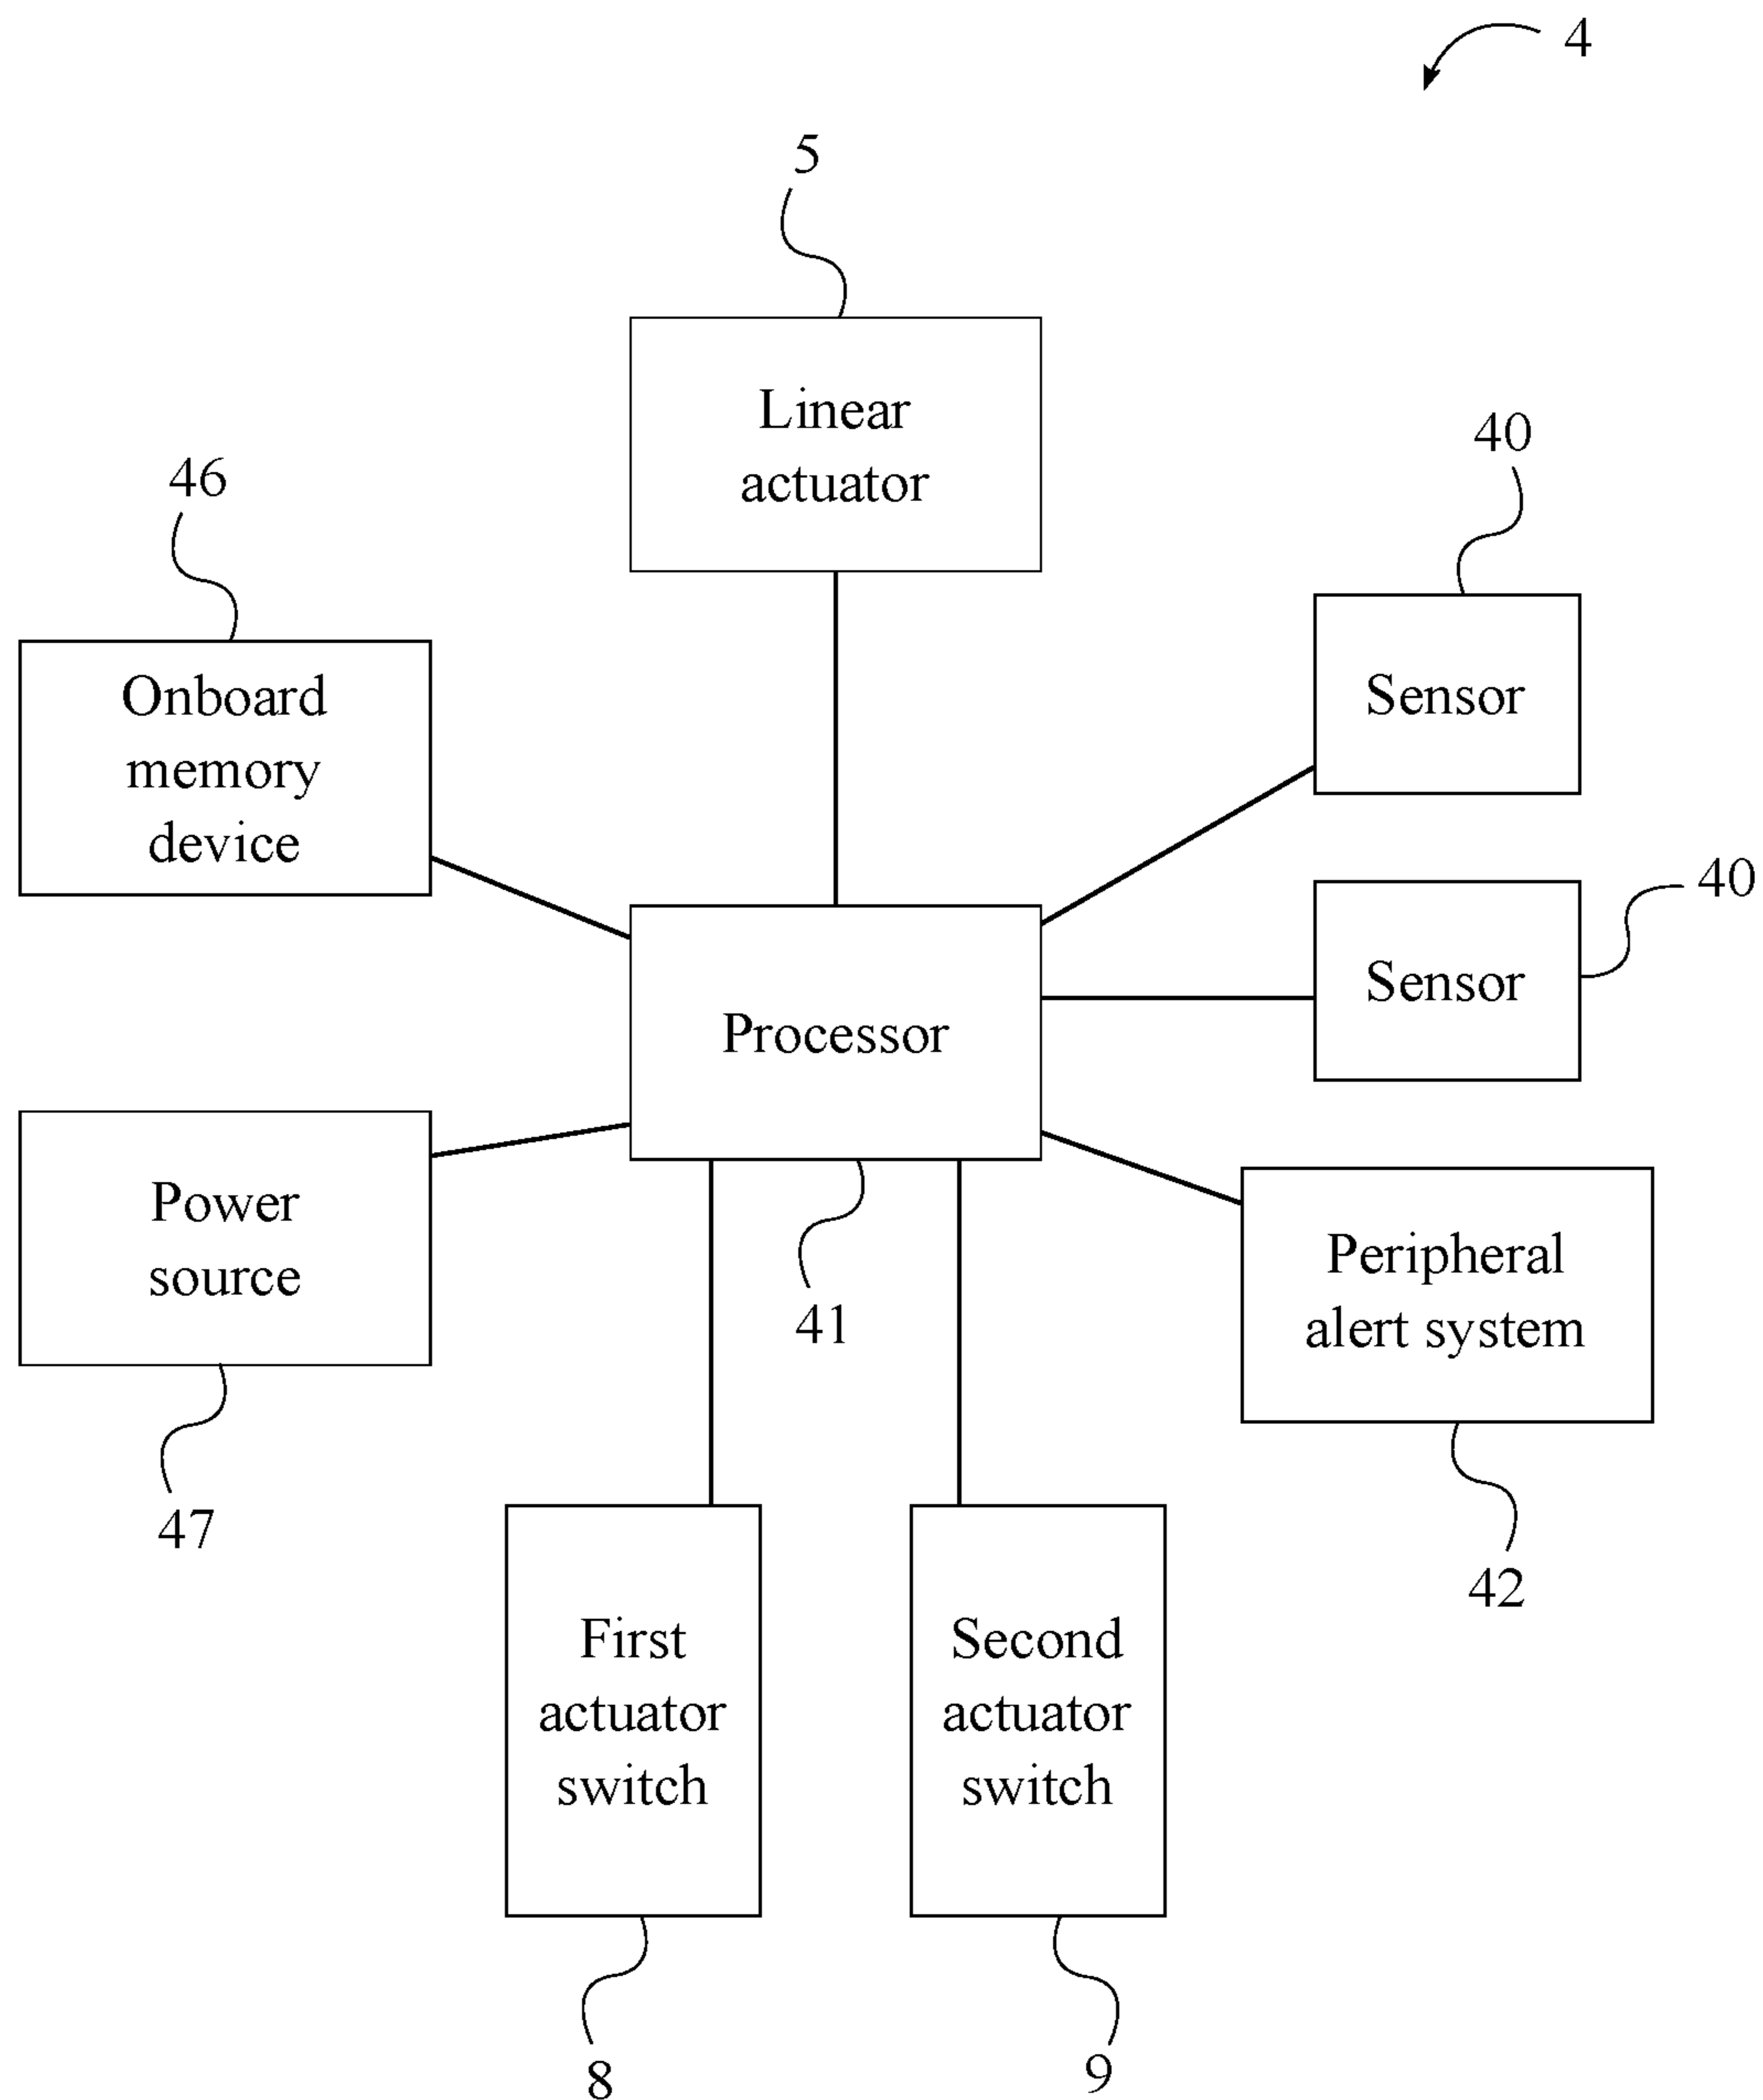 4
5
Linear
actuator
40
46
Sensor
Onboard
memory
device
40
Sensor
Processor
Power
source
Peripheral
alert system
41
47
42
First
actuator
switch
Second
actuator
switch
8
9